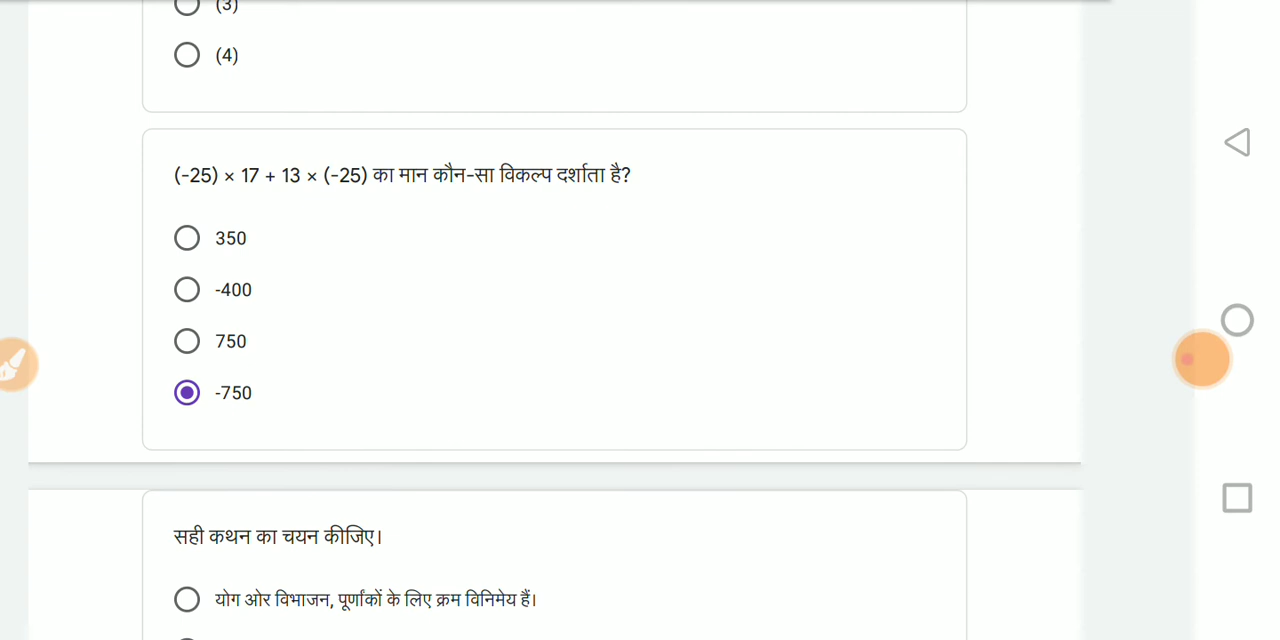 (3)
(4)
(-25) × 17 + 13 × (-25) का मान कौन-सा विकल्प दर्शाता है?
350
-400
750
-750
सही कथन का चयन कीजिए।
योग ओर विभाजन, पूर्णांकों के लिए क्रम विनिमेय हैं।